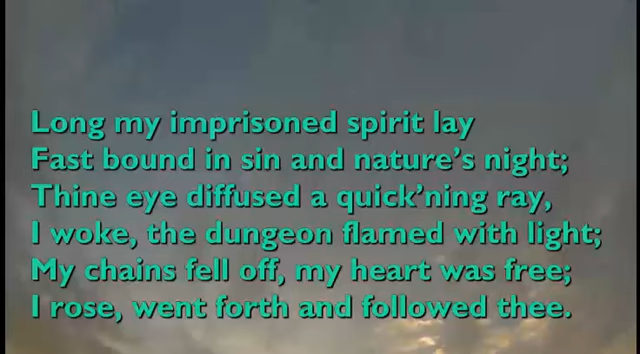 Long my imprisoned spirit lay
Fast bound in sin and nature's night;
Thine eye diffused a quick'ning ray,
I woke, the dungeon flamed with light;
My chains fell off, my heart was free;
I rose, went forth and followed thee.